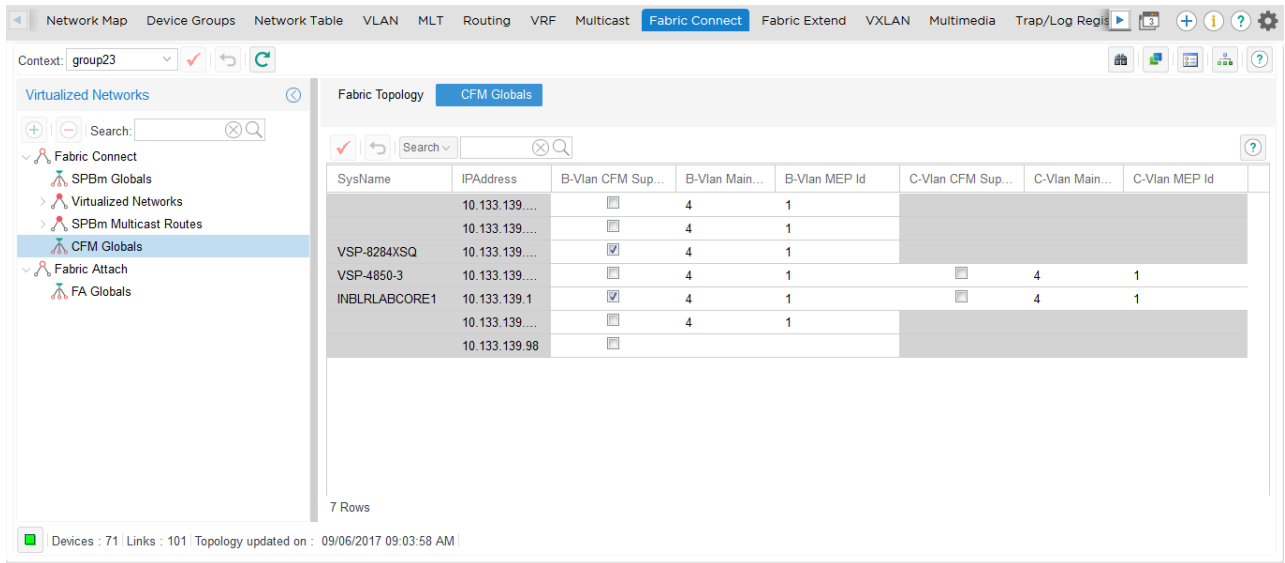 Network Map Device Groups Network Table VLAN MLT Routing VRF Multicast Fabric Connect Fabric Extend VXLAN Multimedia Trap/Log Regis 3 i ?
Context: group23 ?
Virtualized Networks
Fabric Topology CFM Globals
Search:
Search ?
Fabric Connect
SPBm Globals
Virtualized Networks
SPBm Multicast Routes
CFM Globals
Fabric Attach
FA Globals
SysName IPAddress B-Vlan CFM Sup... B-Vlan Main... B-Vlan MEP Id C-Vlan CFM Sup... C-Vlan Main... C-Vlan MEP Id
10.133.139.... 4 1
10.133.139.... 4 1
VSP-8284XSQ 10.133.139.... 4 1
VSP-4850-3 10.133.139.... 4 1 4 1
INBLRLABCORE1 10.133.139.1 4 1 4 1
10.133.139.... 4 1
10.133.139.98
7 Rows
Devices : 71 Links : 101 Topology updated on : 09/06/2017 09:03:58 AM